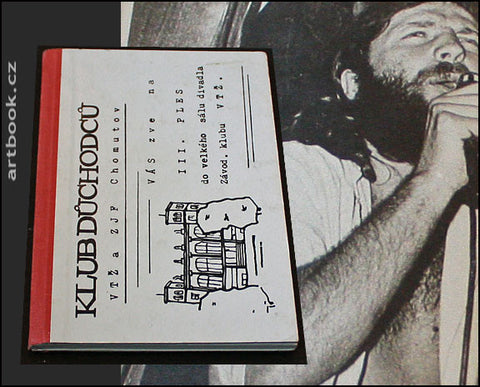 artbook.cz
KLUB DŮCHODCŮ
VTŽ a ZJF Chomutov
VÁS zve na
III. PLES
do velkého sálu divadla
Závod. klubu VTŽ.